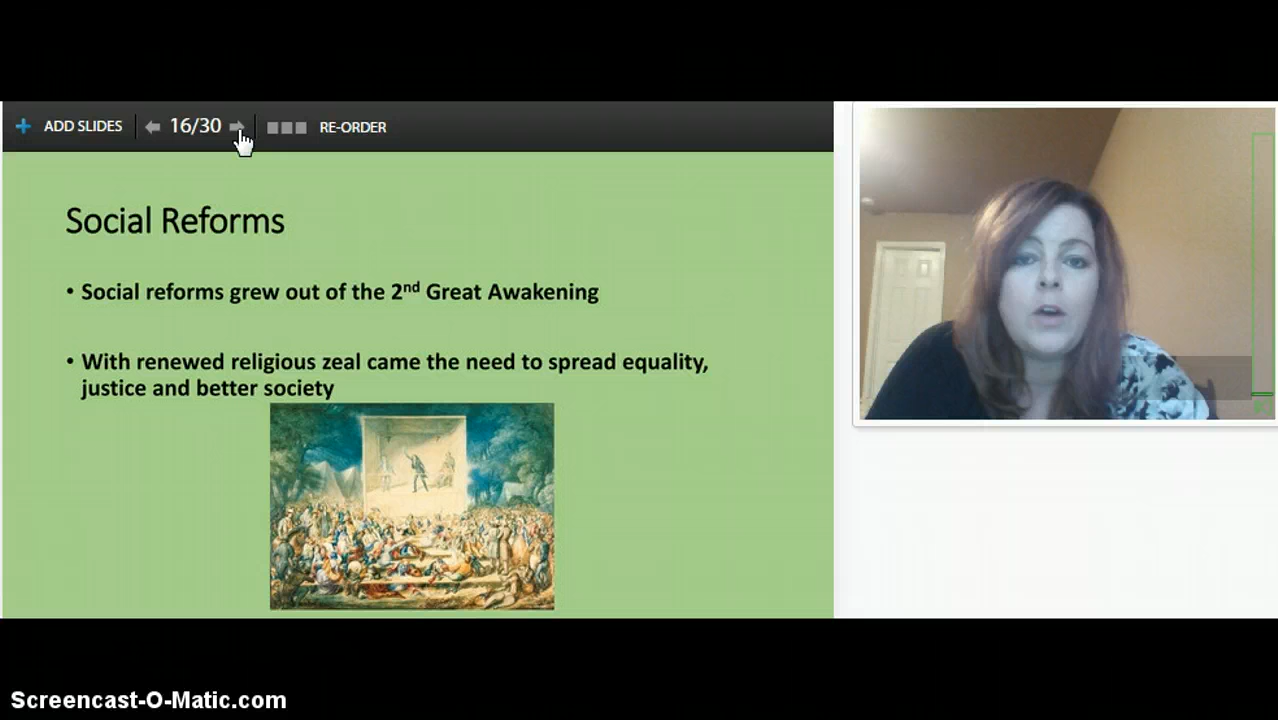 ADD SLIDES 16/30 RE-ORDER
Social Reforms
• Social reforms grew out of the 2nd Great Awakening
• With renewed religious zeal came the need to spread equality,
justice and better society
Screencast-O-Matic.com